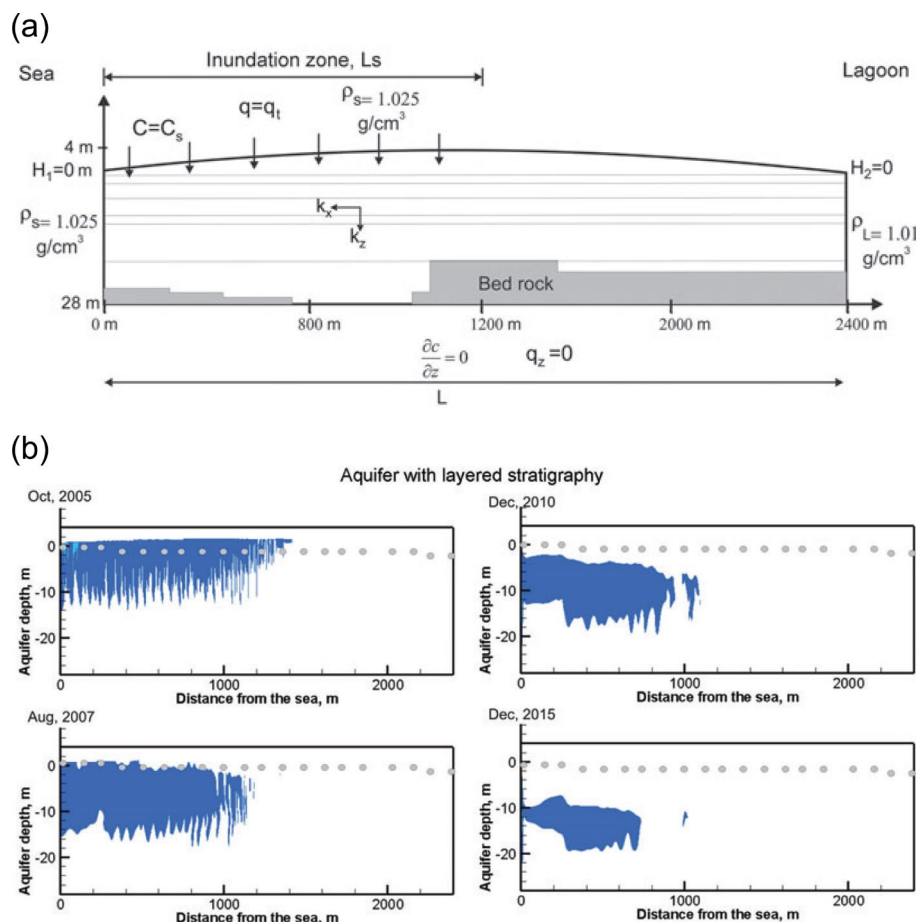 (a)
Sea
Inundation zone, Ls
Lagoon
C=Cs
q=qt
ρs= 1.025
g/cm³
4 m
H1=0 m
H2=0
ρs= 1.025
g/cm³
kx
kz
ρL= 1.01
g/cm³
Bed rock
28 m
0 m
800 m
1200 m
2000 m
2400 m
∂c/∂z=0
qz=0
L
(b)
Aquifer with layered stratigraphy
Oct, 2005
Aquifer depth, m
0
-10
-20
0
1000
2000
Distance from the sea, m
Dec, 2010
Aquifer depth, m
0
-10
-20
0
1000
2000
Distance from the sea, m
Aug, 2007
Aquifer depth, m
0
-10
-20
0
1000
2000
Distance from the sea, m
Dec, 2015
Aquifer depth, m
0
-10
-20
0
1000
2000
Distance from the sea, m